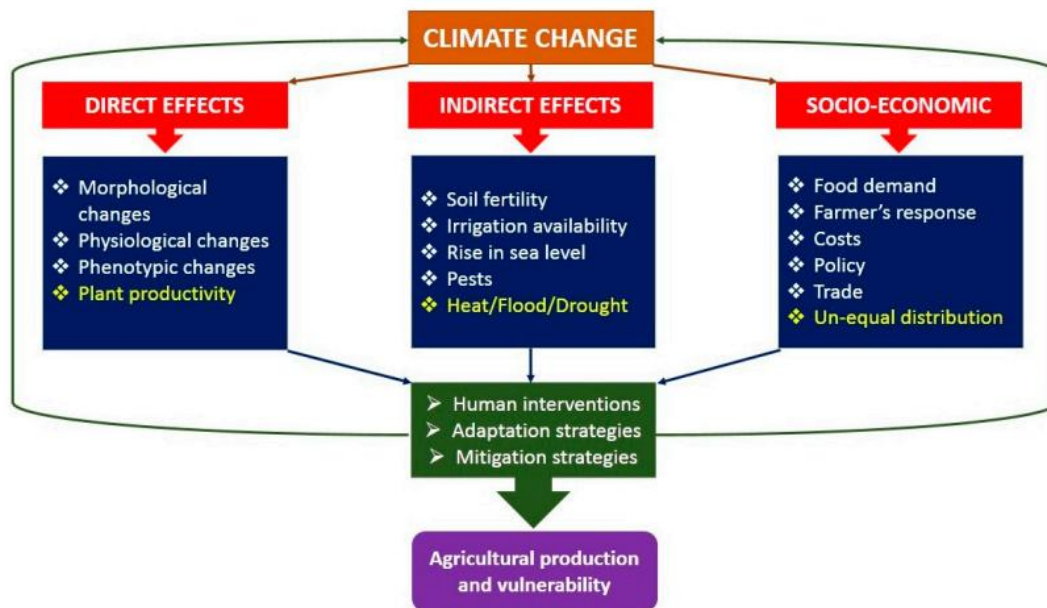 CLIMATE CHANGE
DIRECT EFFECTS
INDIRECT EFFECTS
SOCIO-ECONOMIC
❖ Morphological
changes
❖ Physiological changes
❖ Phenotypic changes
❖ Plant productivity
❖ Soil fertility
❖ Irrigation availability
❖ Rise in sea level
❖ Pests
❖ Heat/Flood/Drought
❖ Food demand
❖ Farmer’s response
❖ Costs
❖ Policy
❖ Trade
❖ Un-equal distribution
➢ Human interventions
➢ Adaptation strategies
➢ Mitigation strategies
Agricultural production
and vulnerability